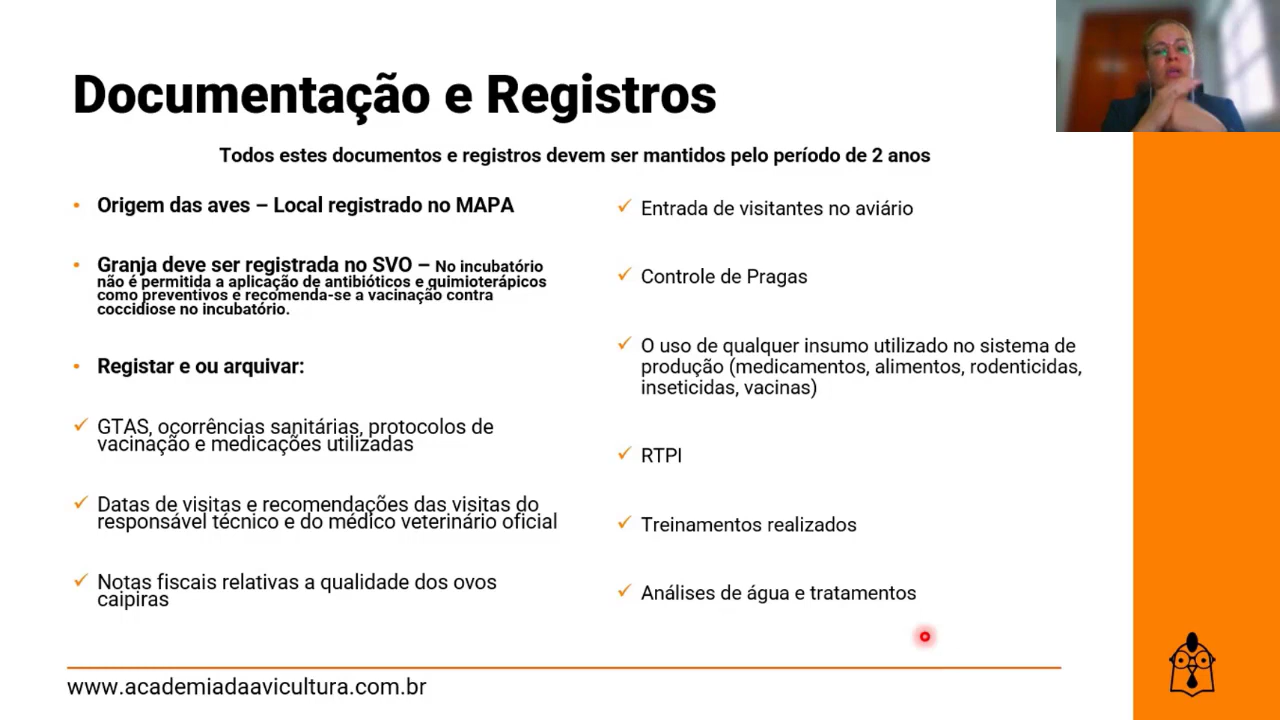 Documentação e Registros
Todos estes documentos e registros devem ser mantidos pelo período de 2 anos
• Origem das aves – Local registrado no MAPA
• Granja deve ser registrada no SVO – No incubatório
não é permitida a aplicação de antibióticos e quimioterápicos
como preventivos e recomenda-se a vacinação contra
coccidiose no incubatório.
• Registar e ou arquivar:
✓ GTAS, ocorrências sanitárias, protocolos de
vacinação e medicações utilizadas
✓ Datas de visitas e recomendações das visitas do
responsável técnico e do médico veterinário oficial
✓ Notas fiscais relativas a qualidade dos ovos
caipiras
✓ Entrada de visitantes no aviário
✓ Controle de Pragas
✓ O uso de qualquer insumo utilizado no sistema de
produção (medicamentos, alimentos, rodenticidas,
inseticidas, vacinas)
✓ RTPI
✓ Treinamentos realizados
✓ Análises de água e tratamentos
www.academiadaavicultura.com.br